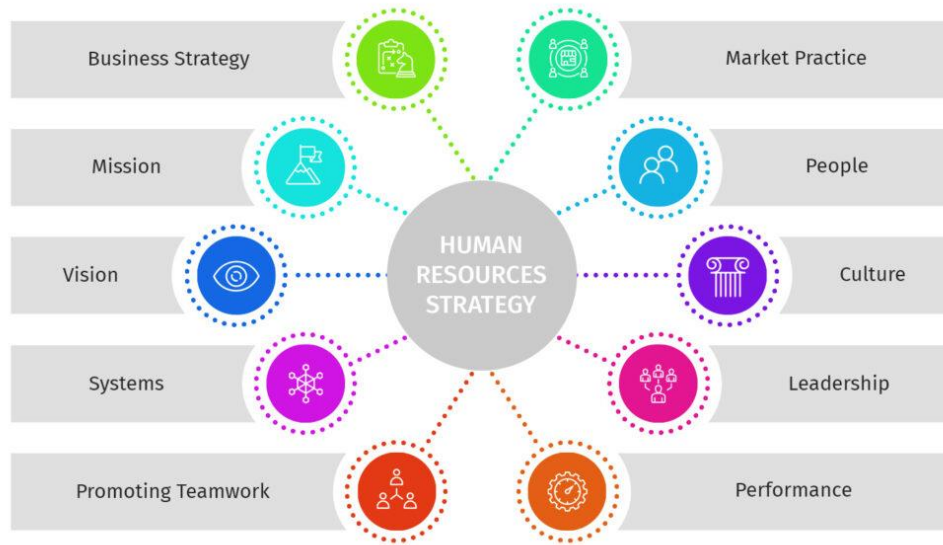 Business Strategy
Market Practice
Mission
People
HUMAN
RESOURCES
STRATEGY
Vision
Culture
Systems
Leadership
Promoting Teamwork
Performance